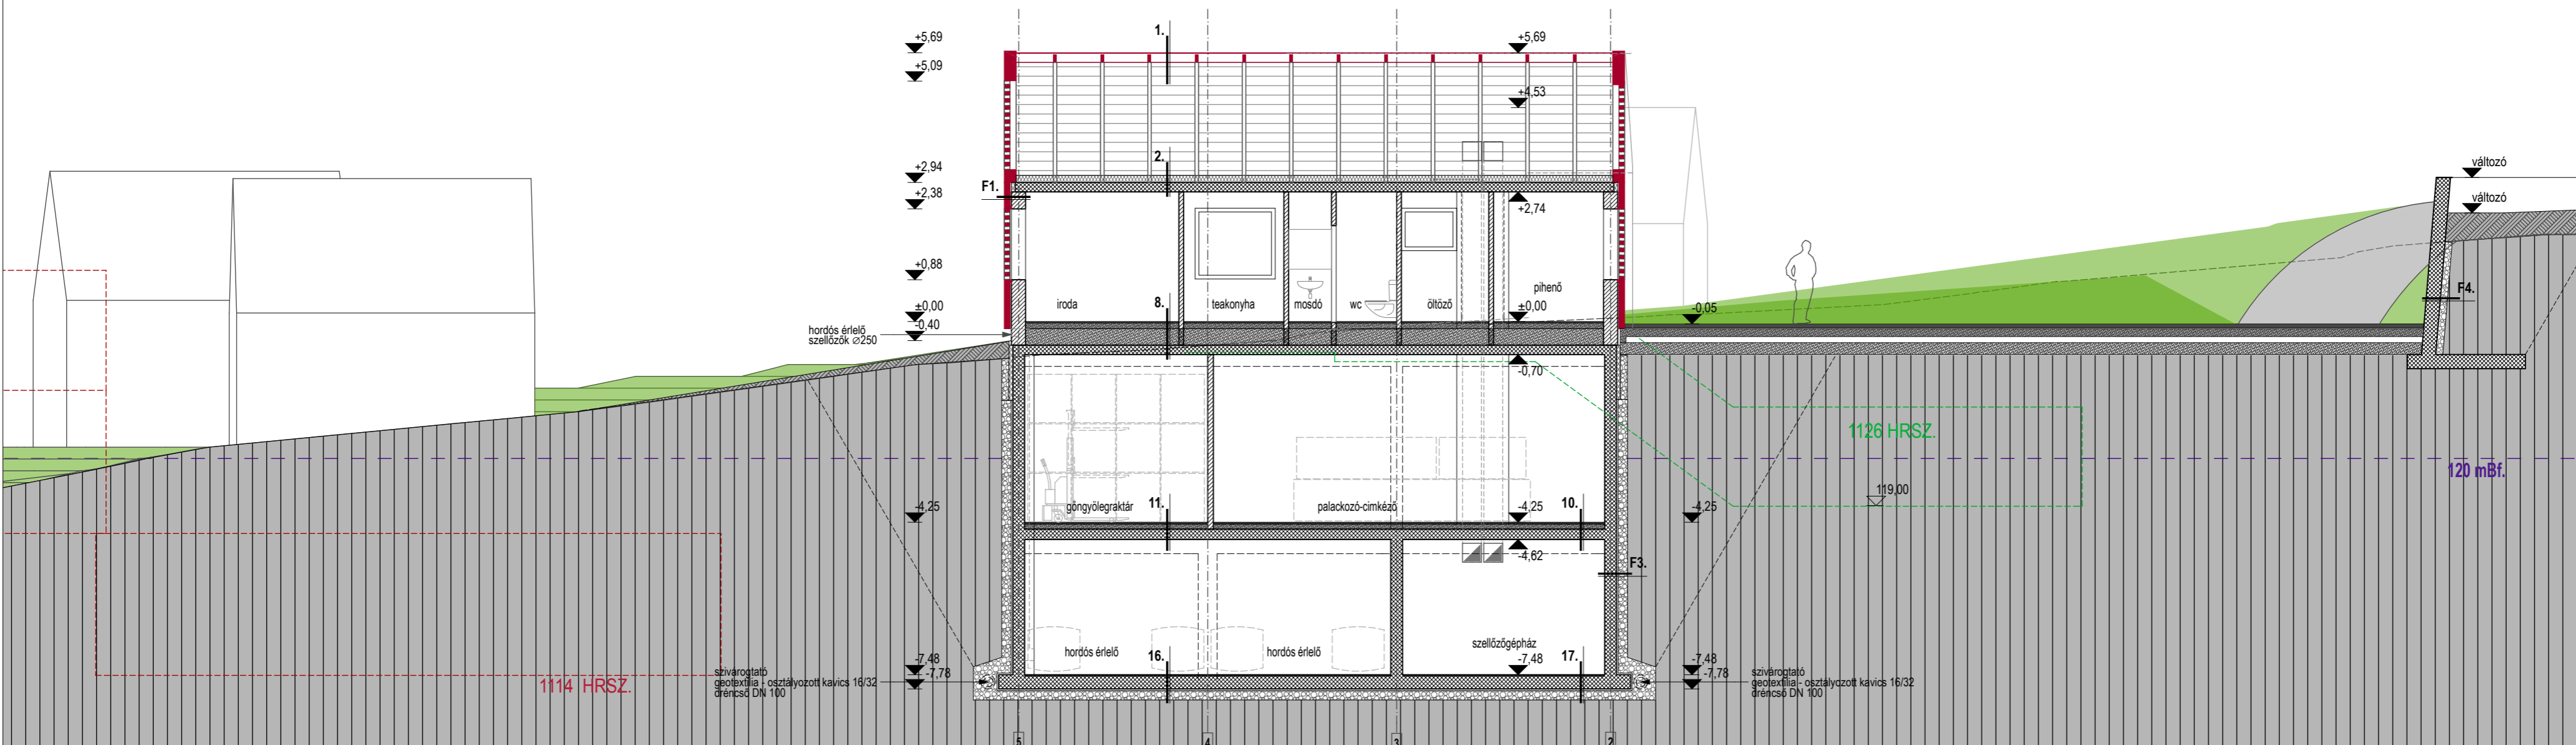 +5,69
1.
+5,69
+5,09
+4,53
2.
+2,94
F1.
+2,38
+2,74
változó
változó
+0,88
F4.
pihenő
iroda
teakonyha
mosdó
wc
öltöző
8.
±0,00
±0,00
-0,05
-0,40
hordós érlelő
szellőzők ⌀250
-0,70
1126 HRSZ.
120 mBf.
119,00
göngyölegraktár
11.
palackozó-cimkéző
10.
-4,25
-4,25
-4,25
-4,62
F3.
hordós érlelő
hordós érlelő
szellőzőgépház
16.
17.
-7,48
-7,78
-7,48
-7,48
-7,78
1114 HRSZ.
szivárogtató
geotextília - osztályozott kavics 16/32
dréncső DN 100
szivárogtató
geotextília - osztályozott kavics 16/32
dréncső DN 100
5
4
3
2